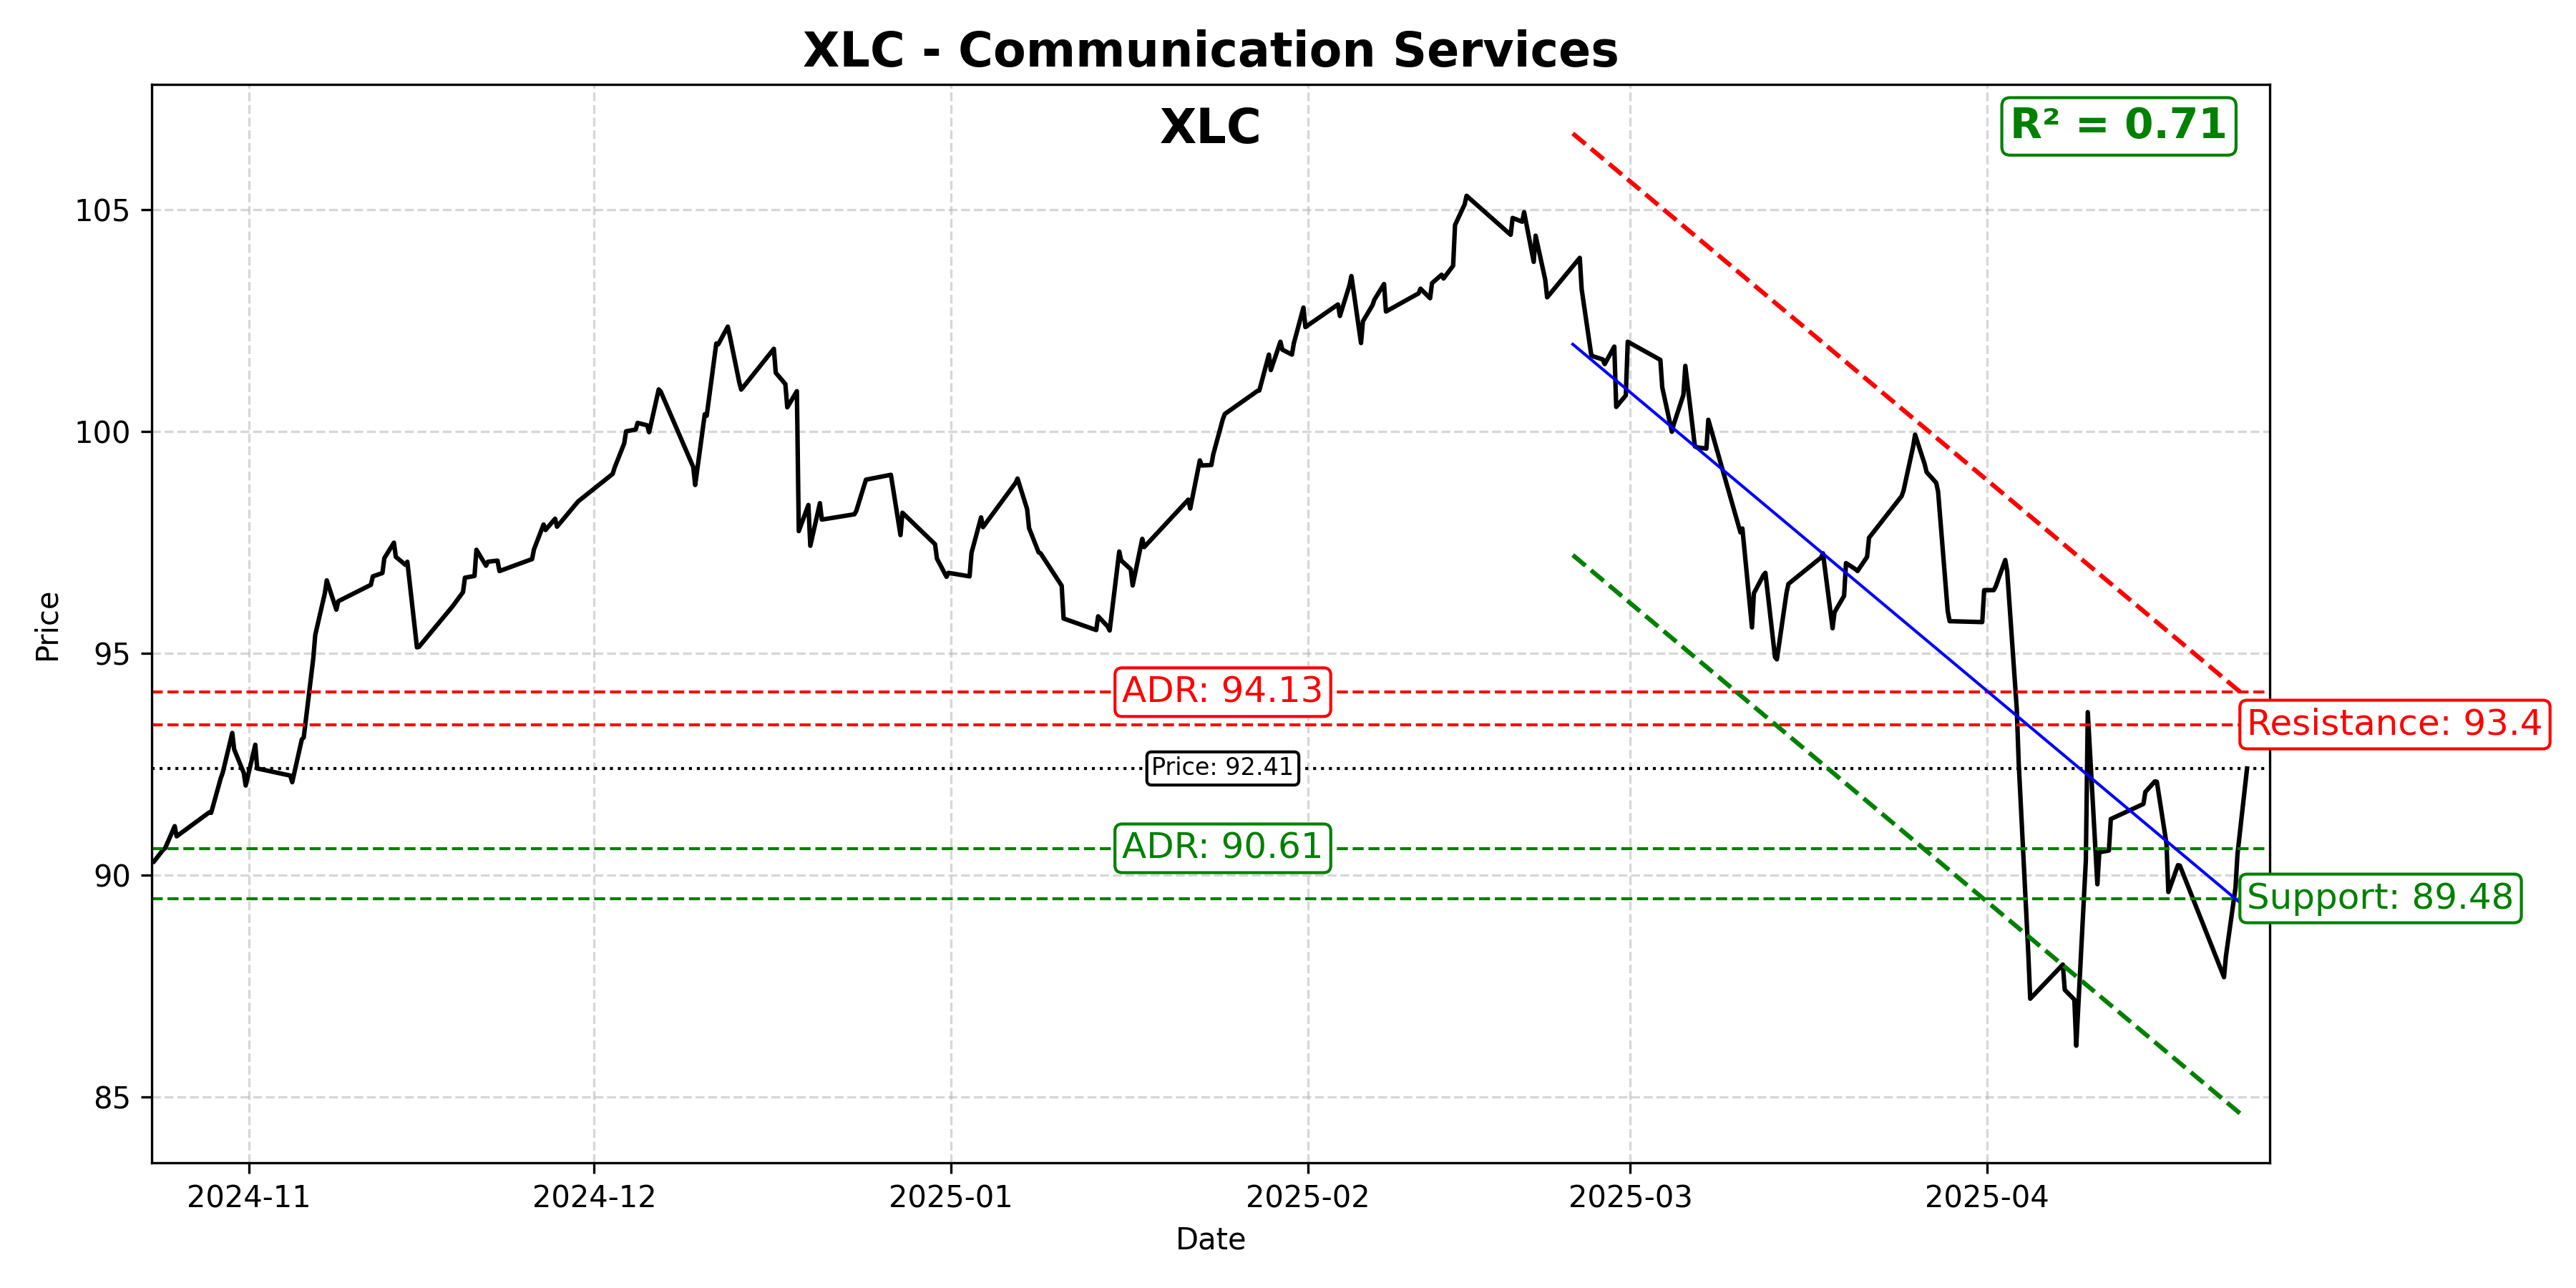 XLC - Communication Services
XLC
R² = 0.71
105
100
95
90
85
Price
ADR: 94.13
Resistance: 93.4
Price: 92.41
ADR: 90.61
Support: 89.48
2024-11
2024-12
2025-01
2025-02
2025-03
2025-04
Date